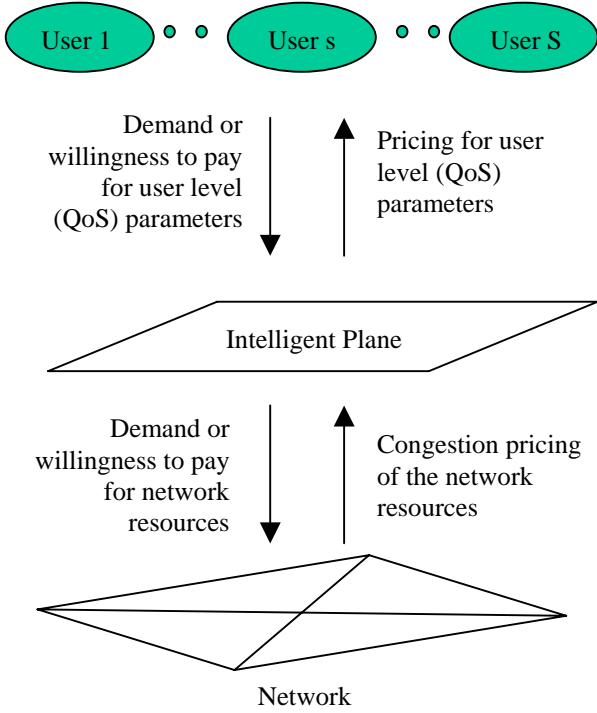 User 1
User s
User S
Demand or
willingness to pay
for user level
(QoS) parameters
Pricing for user
level (QoS)
parameters
Intelligent Plane
Demand or
willingness to pay
for network
resources
Congestion pricing
of the network
resources
Network